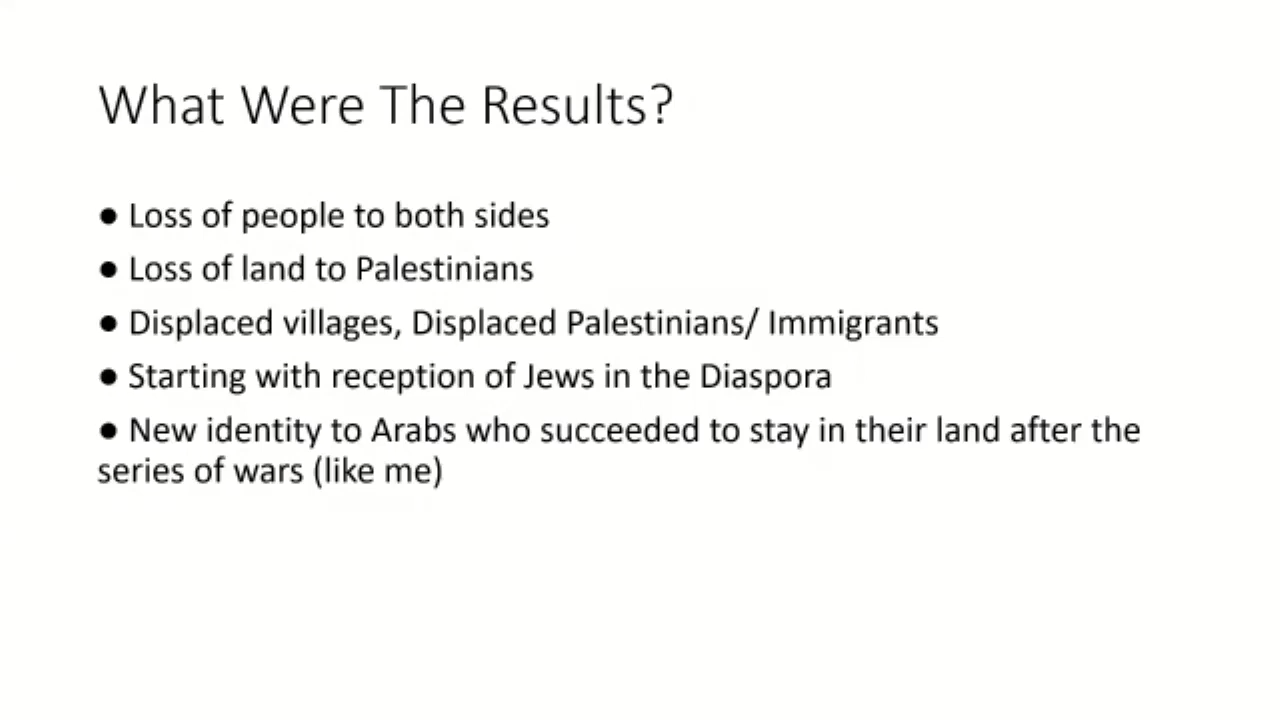 What Were The Results?
● Loss of people to both sides
● Loss of land to Palestinians
● Displaced villages, Displaced Palestinians/ Immigrants
● Starting with reception of Jews in the Diaspora
● New identity to Arabs who succeeded to stay in their land after the
series of wars (like me)